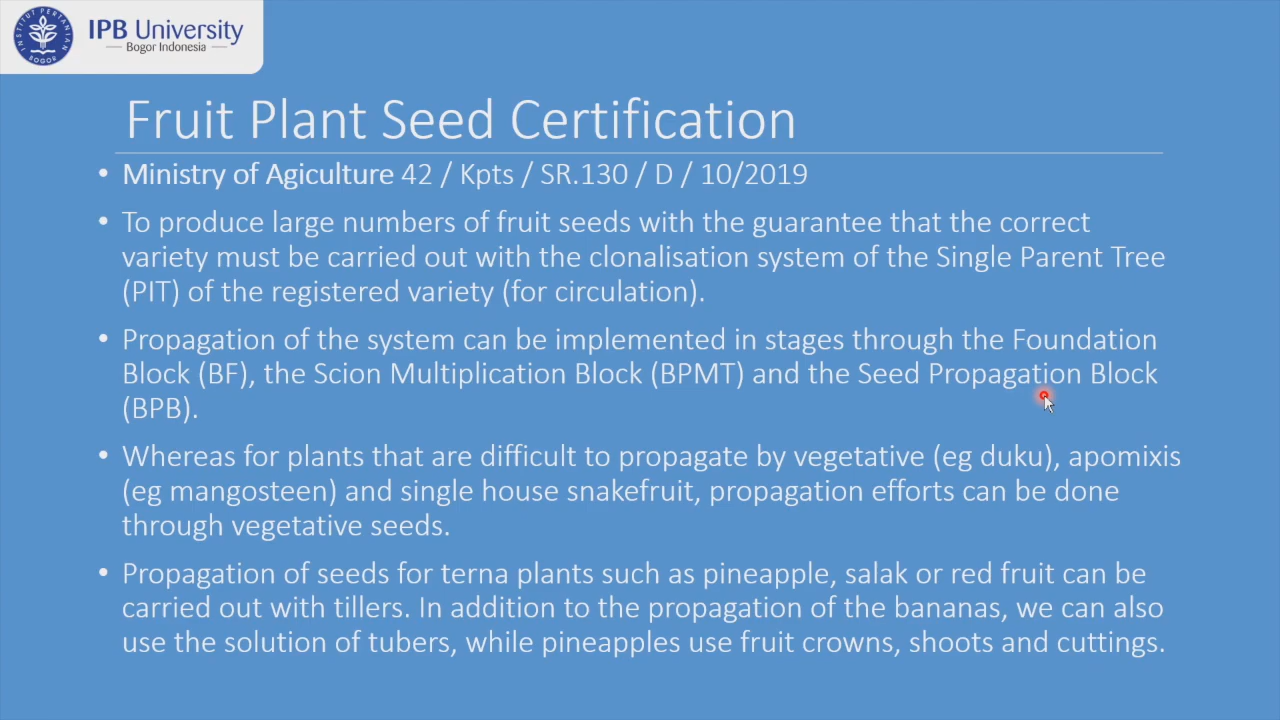 INSTITUT PERTANIAN BOGOR
IPB University
Bogor Indonesia
Fruit Plant Seed Certification
• Ministry of Agiculture 42 / Kpts / SR.130 / D / 10/2019
• To produce large numbers of fruit seeds with the guarantee that the correct
variety must be carried out with the clonalisation system of the Single Parent Tree
(PIT) of the registered variety (for circulation).
• Propagation of the system can be implemented in stages through the Foundation
Block (BF), the Scion Multiplication Block (BPMT) and the Seed Propagation Block
(BPB).
• Whereas for plants that are difficult to propagate by vegetative (eg duku), apomixis
(eg mangosteen) and single house snakefruit, propagation efforts can be done
through vegetative seeds.
• Propagation of seeds for terna plants such as pineapple, salak or red fruit can be
carried out with tillers. In addition to the propagation of the bananas, we can also
use the solution of tubers, while pineapples use fruit crowns, shoots and cuttings.